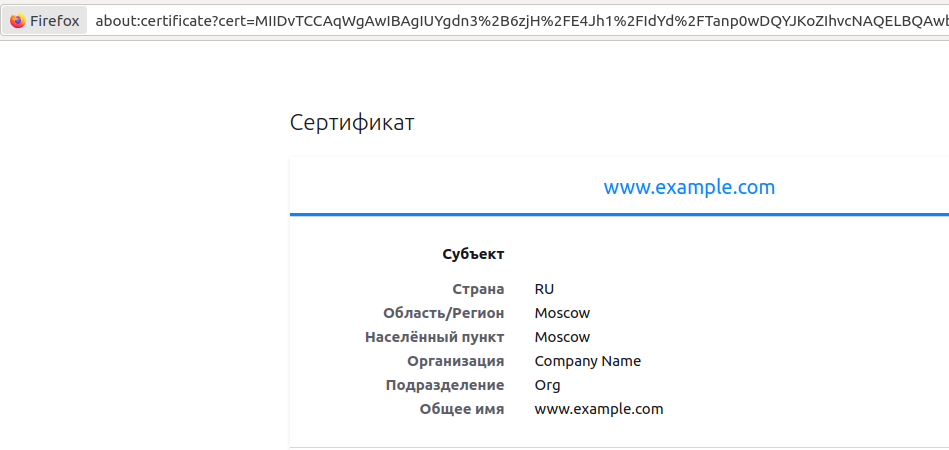 Firefox about:certificate?cert=MIIDvTCCAqWgAwIBAgIUYgdn3%2B6zjH%2FE4Jh1%2FIdYd%2FTanp0wDQYJKoZIhvcNAQELBQAwb
Сертификат
www.example.com
Субъект
Страна RU
Область/Регион Moscow
Населённый пункт Moscow
Организация Company Name
Подразделение Org
Общее имя www.example.com